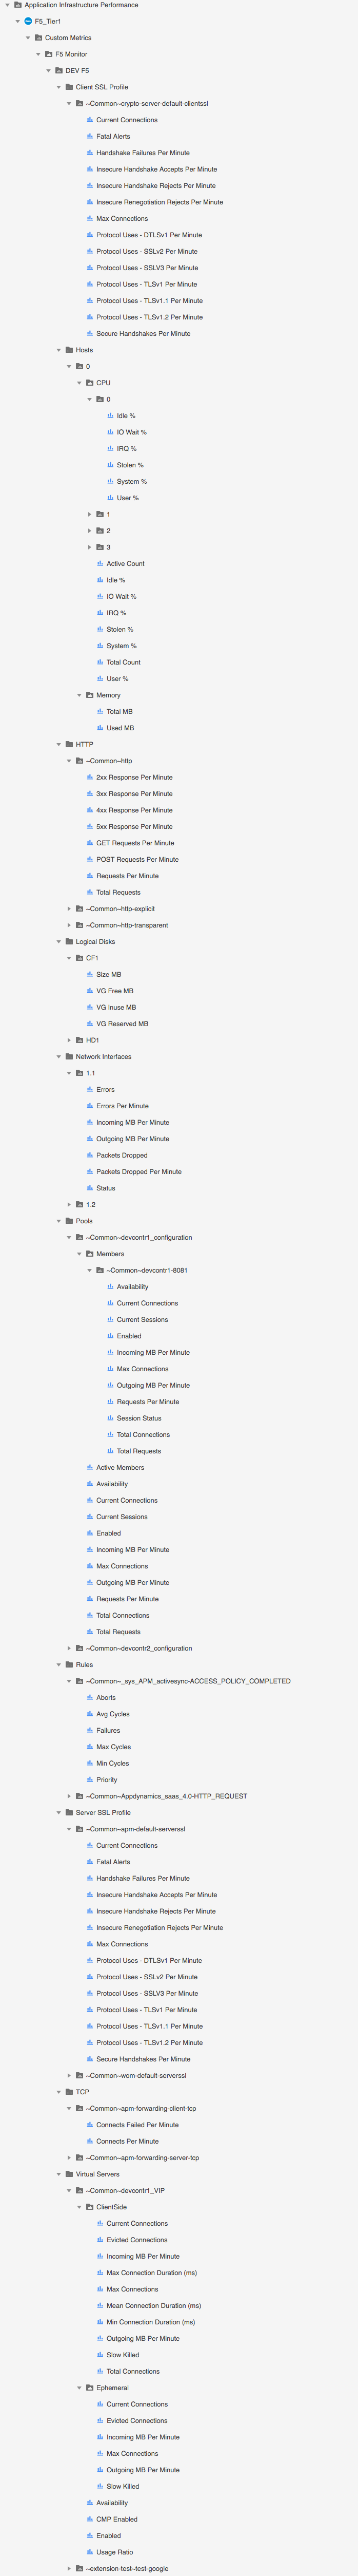 Application Infrastructure Performance
F5_Tier1
Custom Metrics
F5 Monitor
DEV F5
Client SSL Profile
~Common~crypto-server-default-clientssl
Current Connections
Fatal Alerts
Handshake Failures Per Minute
Insecure Handshake Accepts Per Minute
Insecure Handshake Rejects Per Minute
Insecure Renegotiation Rejects Per Minute
Max Connections
Protocol Uses - DTLSv1 Per Minute
Protocol Uses - SSLv2 Per Minute
Protocol Uses - SSLV3 Per Minute
Protocol Uses - TLSv1 Per Minute
Protocol Uses - TLSv1.1 Per Minute
Protocol Uses - TLSv1.2 Per Minute
Secure Handshakes Per Minute
Hosts
0
CPU
0
Idle %
IO Wait %
IRQ %
Stolen %
System %
User %
1
2
3
Active Count
Idle %
IO Wait %
IRQ %
Stolen %
System %
Total Count
User %
Memory
Total MB
Used MB
HTTP
~Common~http
2xx Response Per Minute
3xx Response Per Minute
4xx Response Per Minute
5xx Response Per Minute
GET Requests Per Minute
POST Requests Per Minute
Requests Per Minute
Total Requests
~Common~http-explicit
~Common~http-transparent
Logical Disks
CF1
Size MB
VG Free MB
VG Inuse MB
VG Reserved MB
HD1
Network Interfaces
1.1
Errors
Errors Per Minute
Incoming MB Per Minute
Outgoing MB Per Minute
Packets Dropped
Packets Dropped Per Minute
Status
1.2
Pools
~Common~devcontr1_configuration
Members
~Common~devcontr1-8081
Availability
Current Connections
Current Sessions
Enabled
Incoming MB Per Minute
Max Connections
Outgoing MB Per Minute
Requests Per Minute
Session Status
Total Connections
Total Requests
Active Members
Availability
Current Connections
Current Sessions
Enabled
Incoming MB Per Minute
Max Connections
Outgoing MB Per Minute
Requests Per Minute
Total Connections
Total Requests
~Common~devcontr2_configuration
Rules
~Common~_sys_APM_activesync-ACCESS_POLICY_COMPLETED
Aborts
Avg Cycles
Failures
Max Cycles
Min Cycles
Priority
~Common~Appdynamics_saas_4.0-HTTP_REQUEST
Server SSL Profile
~Common~apm-default-serverssl
Current Connections
Fatal Alerts
Handshake Failures Per Minute
Insecure Handshake Accepts Per Minute
Insecure Handshake Rejects Per Minute
Insecure Renegotiation Rejects Per Minute
Max Connections
Protocol Uses - DTLSv1 Per Minute
Protocol Uses - SSLv2 Per Minute
Protocol Uses - SSLV3 Per Minute
Protocol Uses - TLSv1 Per Minute
Protocol Uses - TLSv1.1 Per Minute
Protocol Uses - TLSv1.2 Per Minute
Secure Handshakes Per Minute
~Common~wom-default-serverssl
TCP
~Common~apm-forwarding-client-tcp
Connects Failed Per Minute
Connects Per Minute
~Common~apm-forwarding-server-tcp
Virtual Servers
~Common~devcontr1_VIP
ClientSide
Current Connections
Evicted Connections
Incoming MB Per Minute
Max Connection Duration (ms)
Max Connections
Mean Connection Duration (ms)
Min Connection Duration (ms)
Outgoing MB Per Minute
Slow Killed
Total Connections
Ephemeral
Current Connections
Evicted Connections
Incoming MB Per Minute
Max Connections
Outgoing MB Per Minute
Slow Killed
Availability
CMP Enabled
Enabled
Usage Ratio
~extension-test~test-google